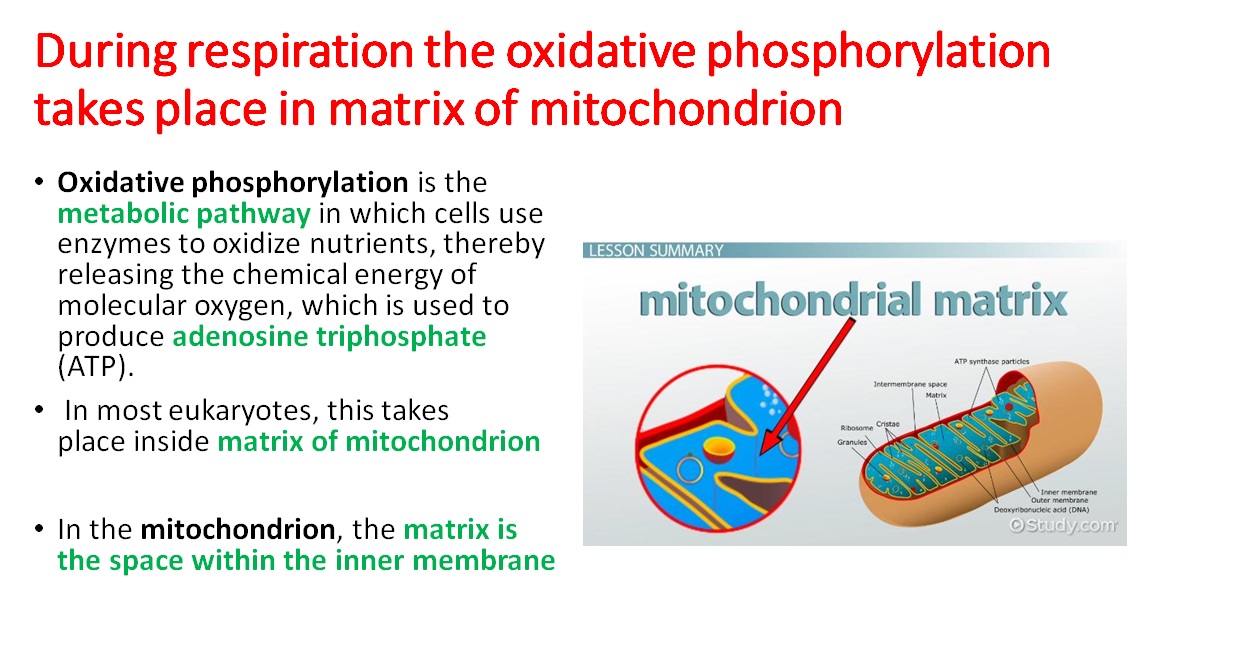 During respiration the oxidative phosphorylation
takes place in matrix of mitochondrion
• Oxidative phosphorylation is the
metabolic pathway in which cells use
enzymes to oxidize nutrients, thereby
releasing the chemical energy of
molecular oxygen, which is used to
produce adenosine triphosphate
(ATP).
• In most eukaryotes, this takes
place inside matrix of mitochondrion
• In the mitochondrion, the matrix is
the space within the inner membrane
LESSON SUMMARY
mitochondrial matrix
ATP synthase particles
Intermembrane space
Matrix
Cristae
Ribosome
Granules
Inner membrane
Outer membrane
Deoxyribonucleic acid (DNA)
Study.com